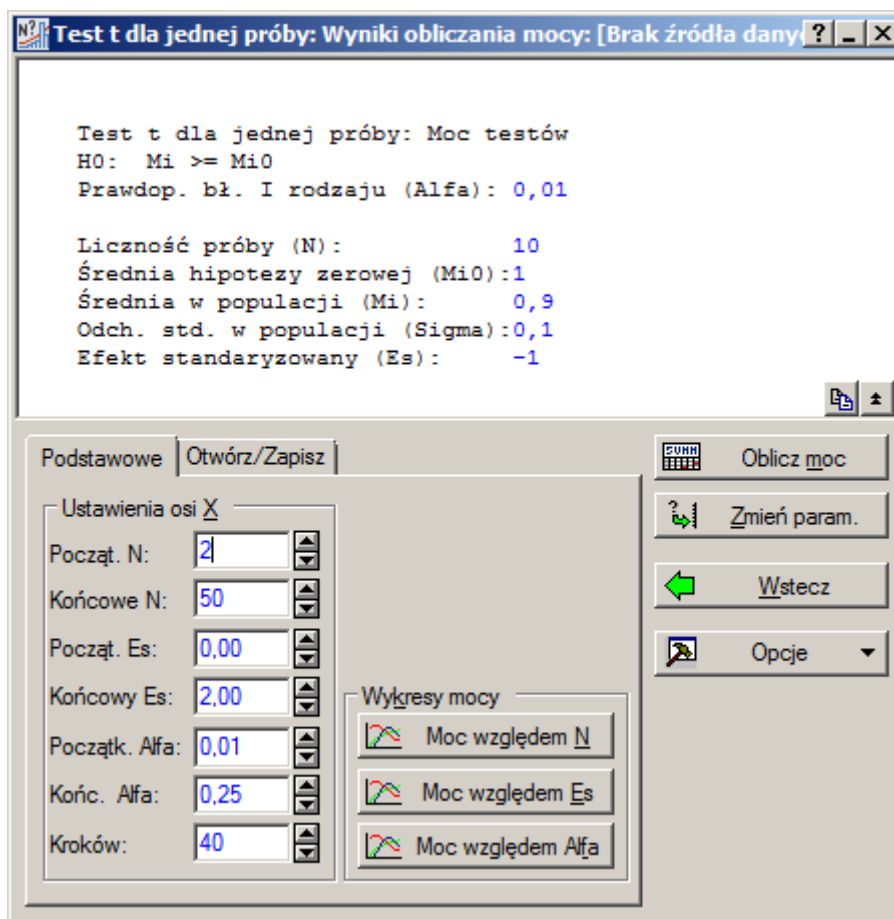 Test t dla jednej próby: Wyniki obliczania mocy: [Brak źródła dany
Test t dla jednej próby: Moc testów
H0: Mi >= Mi0
Prawdop. bł. I rodzaju (Alfa): 0,01
Liczność próby (N): 10
Średnia hipotezy zerowej (Mi0):1
Średnia w populacji (Mi): 0,9
Odch. std. w populacji (Sigma):0,1
Efekt standaryzowany (Es): -1
Podstawowe
Otwórz/Zapisz
Ustawienia osi X
Począt. N: 2
Końcowe N: 50
Począt. Es: 0,00
Końcowy Es: 2,00
Początk. Alfa: 0,01
Końc. Alfa: 0,25
Kroków: 40
Wykresy mocy
Moc względem N
Moc względem Es
Moc względem Alfa
SUMM
Oblicz moc
Zmień param.
Wstecz
Opcje